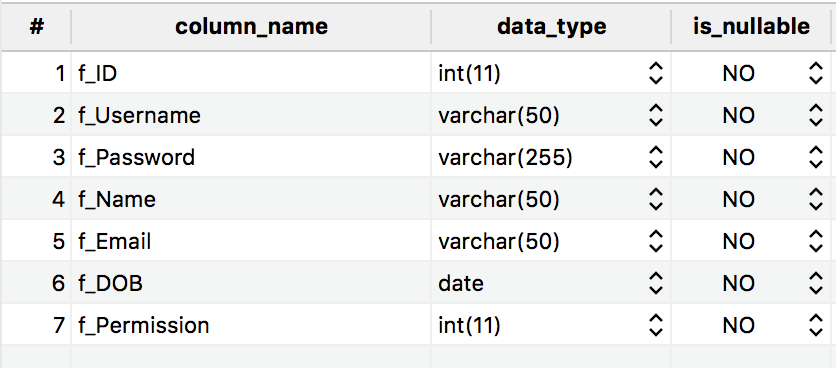 # column_name data_type is_nullable
1 f_ID int(11) NO
2 f_Username varchar(50) NO
3 f_Password varchar(255) NO
4 f_Name varchar(50) NO
5 f_Email varchar(50) NO
6 f_DOB date NO
7 f_Permission int(11) NO